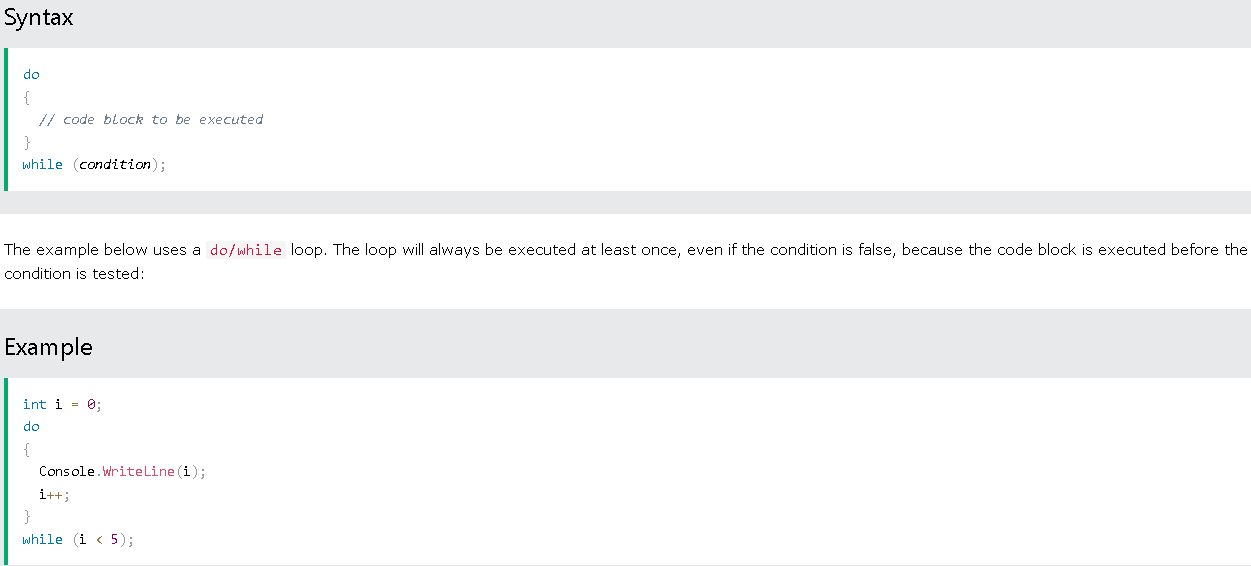 Syntax
do
{
  // code block to be executed
}
while (condition);
The example below uses a do/while loop. The loop will always be executed at least once, even if the condition is false, because the code block is executed before the
condition is tested:
Example
int i = 0;
do
{
  Console.WriteLine(i);
  i++;
}
while (i < 5);